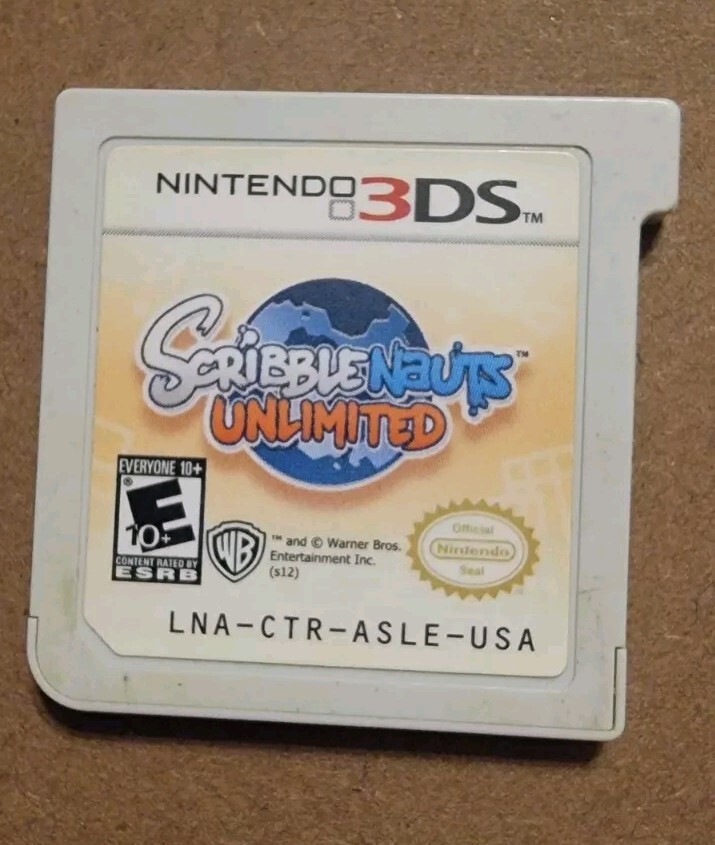 NINTENDO 3DS™
SCRIBBLENAUTS™
UNLIMITED
EVERYONE 10+
®
E
10+
CONTENT RATED BY
ESRB
WB
™ and © Warner Bros.
Entertainment Inc.
(s12)
Official
Nintendo
Seal
LNA-CTR-ASLE-USA